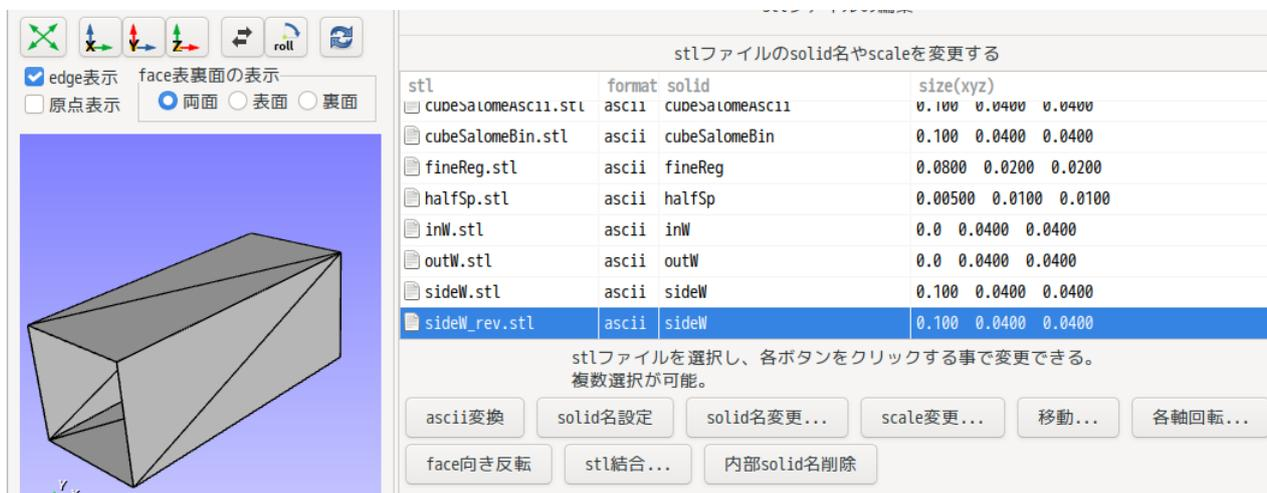 roll
edge表示
原点表示
face表裏面の表示
両面 表面 裏面
stlファイルのsolid名やscaleを変更する
stl format solid size(xyz)
cubeSalomeAscii.stl ascii cubeSalomeAscii 0.100 0.0400 0.0400
cubeSalomeBin.stl ascii cubeSalomeBin 0.100 0.0400 0.0400
fineReg.stl ascii fineReg 0.0800 0.0200 0.0200
halfSp.stl ascii halfSp 0.00500 0.0100 0.0100
inW.stl ascii inW 0.0 0.0400 0.0400
outW.stl ascii outW 0.0 0.0400 0.0400
sideW.stl ascii sideW 0.100 0.0400 0.0400
sideW_rev.stl ascii sideW 0.100 0.0400 0.0400
stlファイルを選択し、各ボタンをクリックする事で変更できる。
複数選択が可能。
ascii変換 solid名設定 solid名変更... scale変更... 移動... 各軸回転...
face向き反転 stl結合... 内部solid名削除
X Y Z
Y